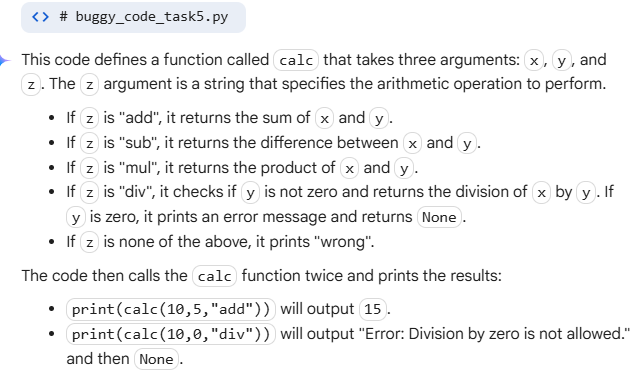 <> # buggy_code_task5.py
This code defines a function called calc that takes three arguments: x, y, and
z. The z argument is a string that specifies the arithmetic operation to perform.
• If z is "add", it returns the sum of x and y.
• If z is "sub", it returns the difference between x and y.
• If z is "mul", it returns the product of x and y.
• If z is "div", it checks if y is not zero and returns the division of x by y. If
y is zero, it prints an error message and returns None.
• If z is none of the above, it prints "wrong".
The code then calls the calc function twice and prints the results:
• print(calc(10,5,"add")) will output 15.
• print(calc(10,0,"div")) will output "Error: Division by zero is not allowed."
and then None.